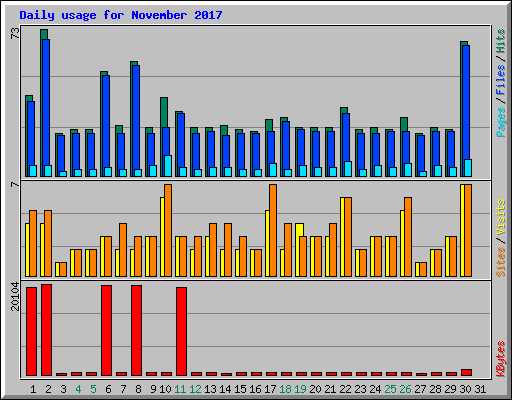 Daily usage for November 2017
73
Pages / Files / Hits
7
Sites / Visits
20104
KBytes
1 2 3 4 5 6 7 8 9 10 11 12 13 14 15 16 17 18 19 20 21 22 23 24 25 26 27 28 29 30 31